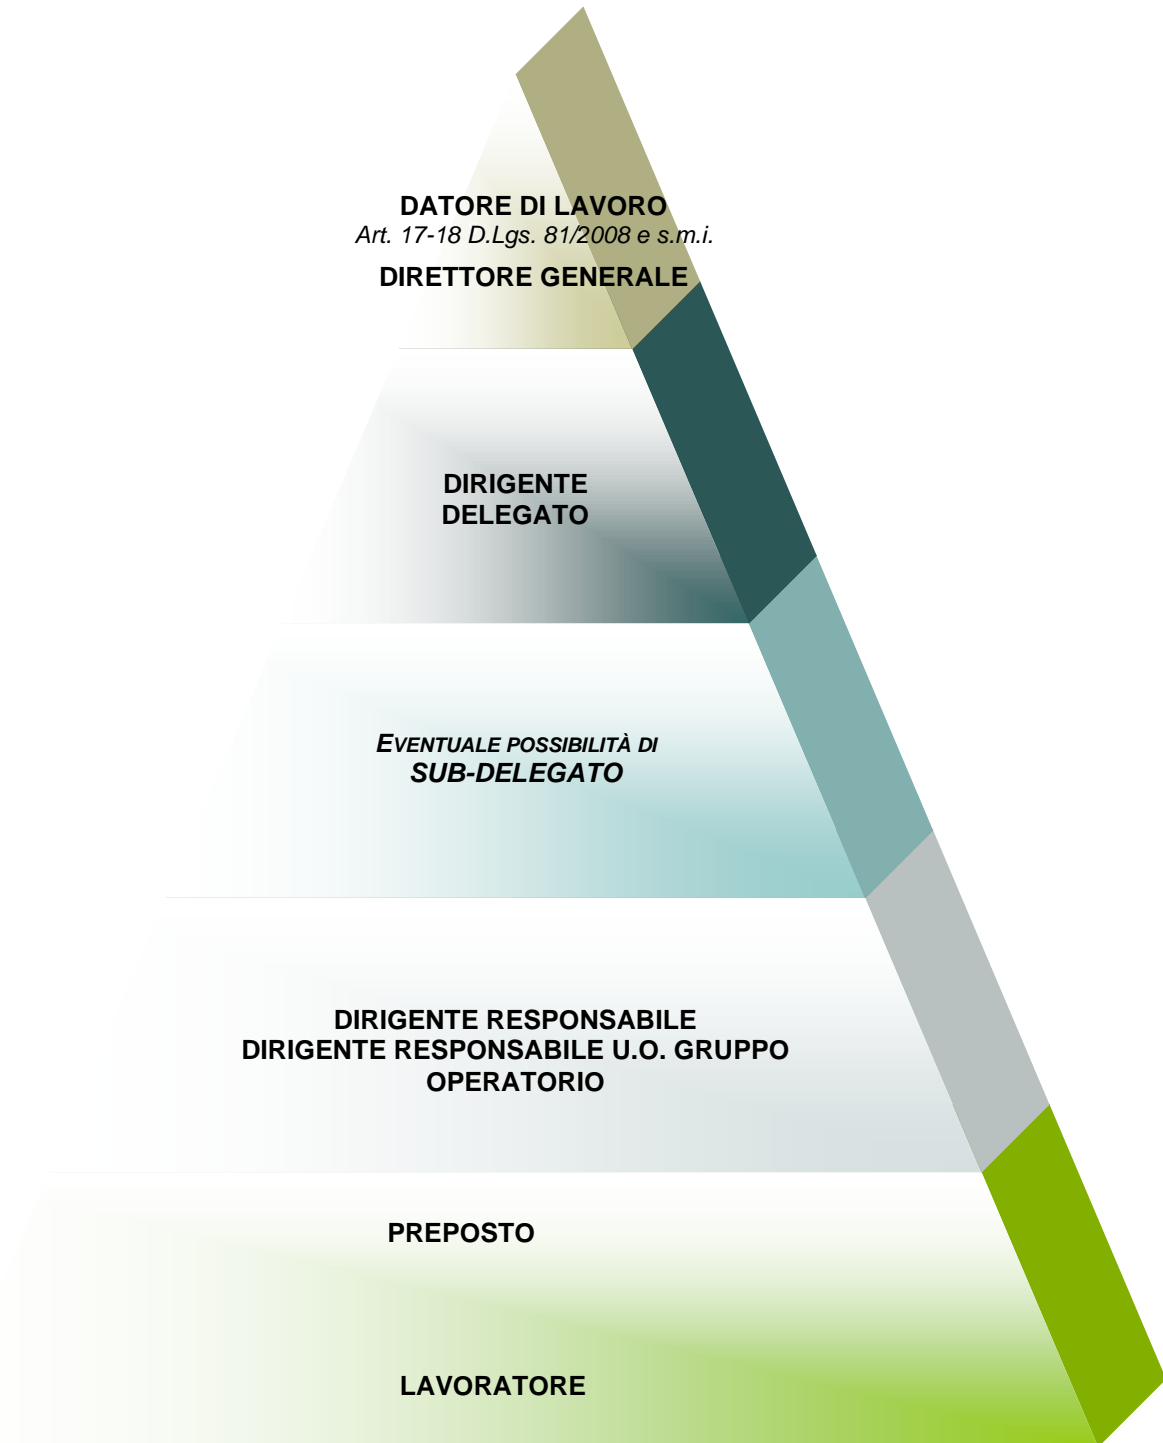 DATORE DI LAVORO
Art. 17-18 D.Lgs. 81/2008 e s.m.i.
DIRETTORE GENERALE
DIRIGENTE
DELEGATO
EVENTUALE POSSIBILITÀ DI
SUB-DELEGATO
DIRIGENTE RESPONSABILE
DIRIGENTE RESPONSABILE U.O. GRUPPO
OPERATORIO
PREPOSTO
LAVORATORE